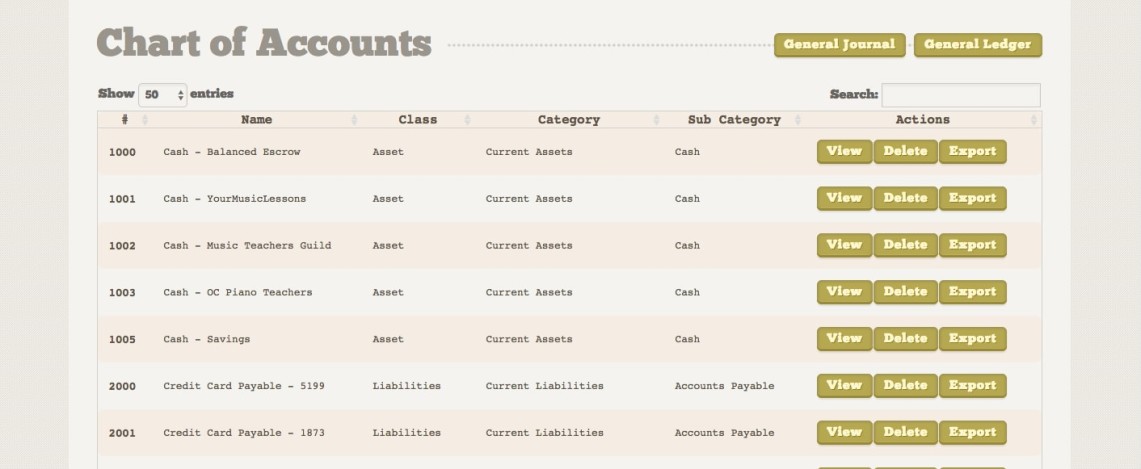 Chart of Accounts General Journal General Ledger
Show 50 entries Search:
# Name Class Category Sub Category Actions
1000 Cash - Balanced Escrow Asset Current Assets Cash View Delete Export
1001 Cash - YourMusicLessons Asset Current Assets Cash View Delete Export
1002 Cash - Music Teachers Guild Asset Current Assets Cash View Delete Export
1003 Cash - OC Piano Teachers Asset Current Assets Cash View Delete Export
1005 Cash - Savings Asset Current Assets Cash View Delete Export
2000 Credit Card Payable - 5199 Liabilities Current Liabilities Accounts Payable View Delete Export
2001 Credit Card Payable - 1873 Liabilities Current Liabilities Accounts Payable View Delete Export